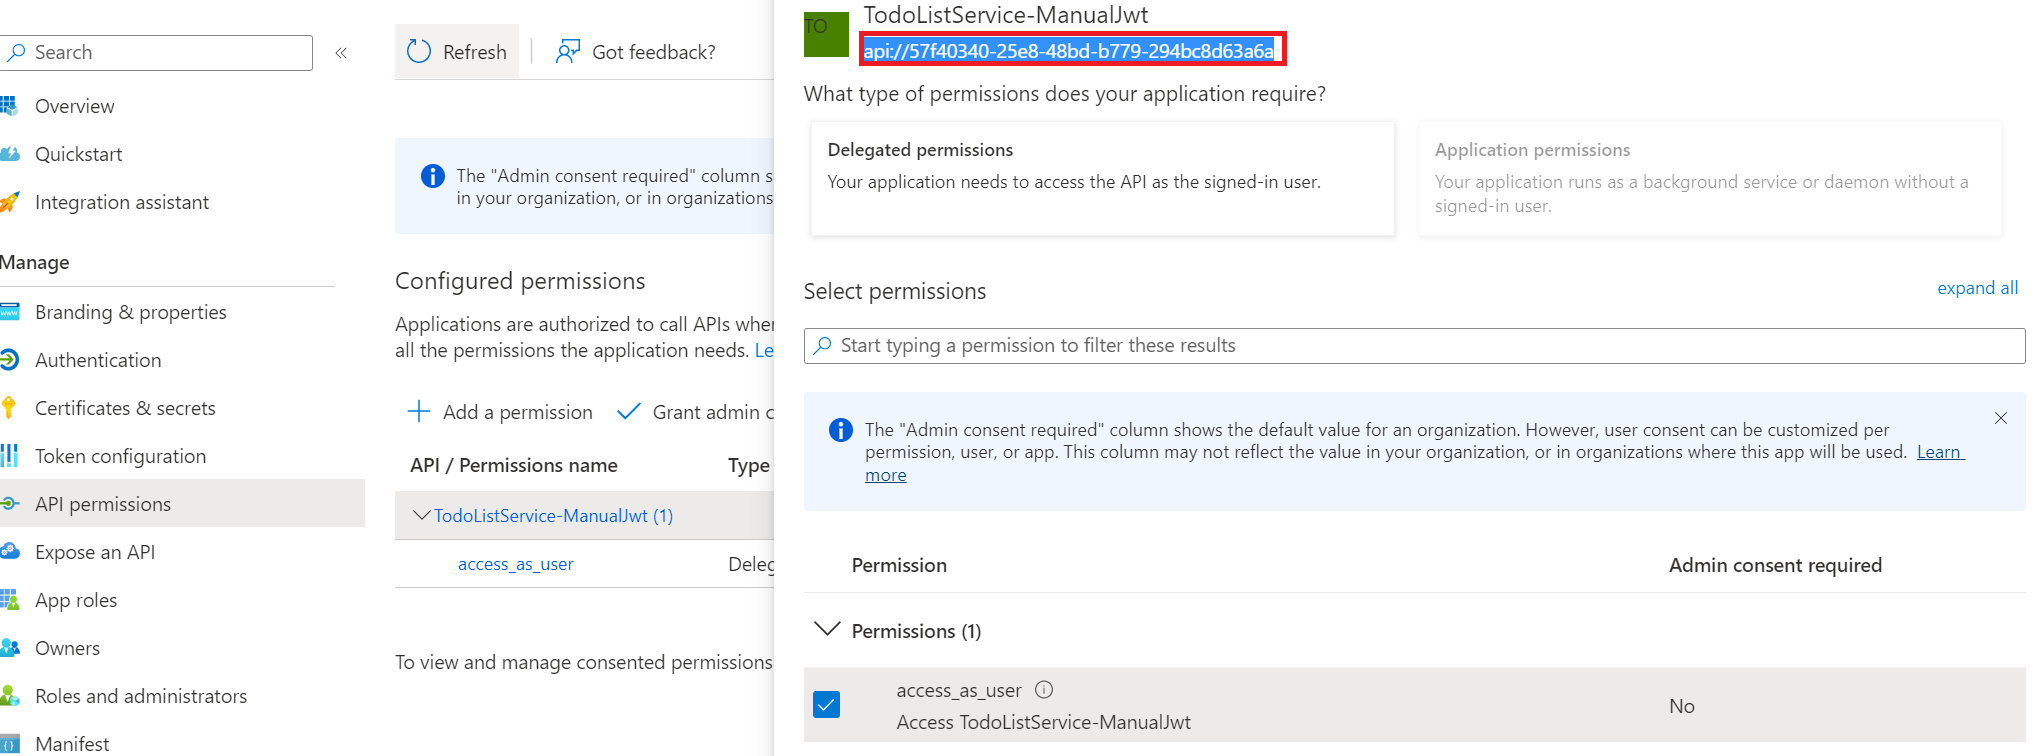 Search
«
Overview
Quickstart
Integration assistant
Manage
Branding & properties
Authentication
Certificates & secrets
Token configuration
API permissions
Expose an API
App roles
Owners
Roles and administrators
Manifest
Refresh
Got feedback?
The "Admin consent required" column s
in your organization, or in organizations
Configured permissions
Applications are authorized to call APIs wher
all the permissions the application needs. Le
Add a permission
Grant admin c
API / Permissions name Type
TodoListService-ManualJwt (1)
access_as_user Deleg
To view and manage consented permissions
TO
TodoListService-ManualJwt
api://57f40340-25e8-48bd-b779-294bc8d63a6a
What type of permissions does your application require?
Delegated permissions
Your application needs to access the API as the signed-in user.
Application permissions
Your application runs as a background service or daemon without a
signed-in user.
Select permissions
expand all
Start typing a permission to filter these results
The "Admin consent required" column shows the default value for an organization. However, user consent can be customized per
permission, user, or app. This column may not reflect the value in your organization, or in organizations where this app will be used. Learn
more
Permission Admin consent required
Permissions (1)
access_as_user
Access TodoListService-ManualJwt
No